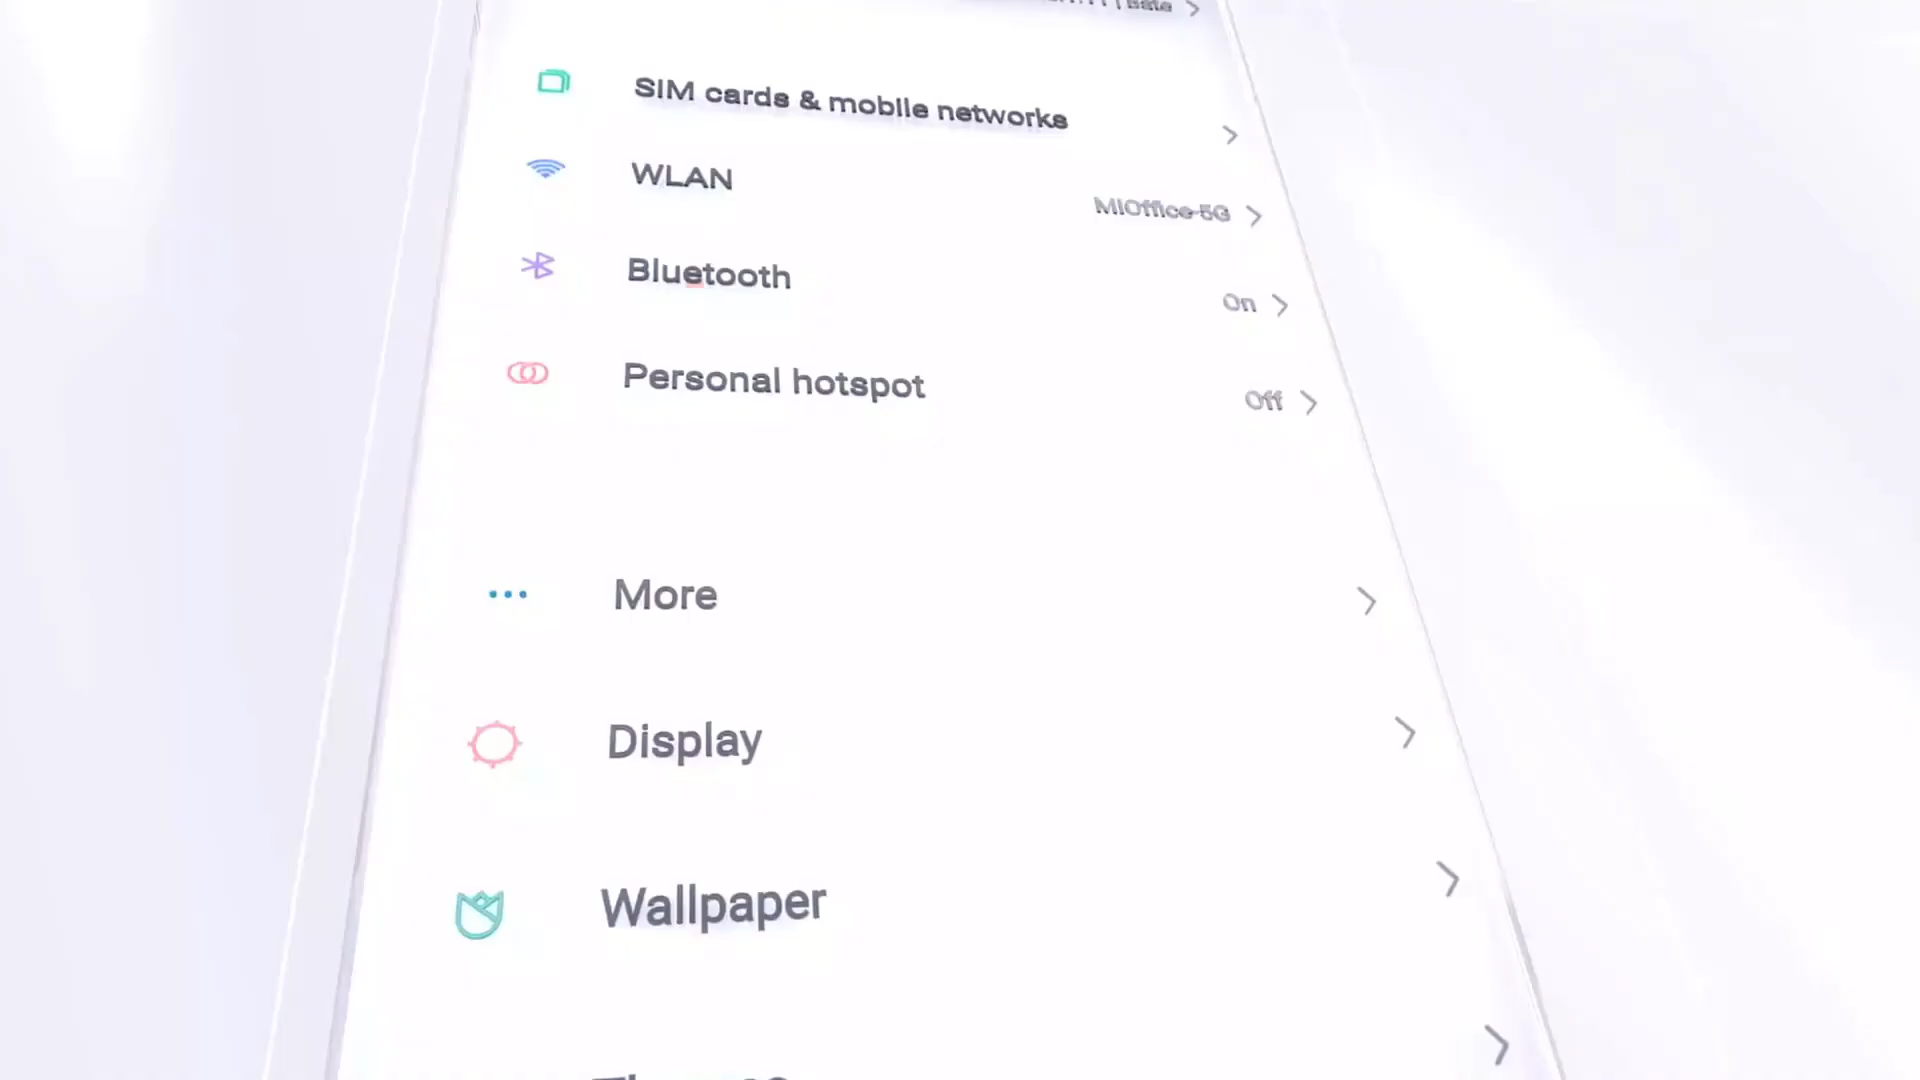 SIM cards & mobile networks
WLAN
MIOffice-5G
Bluetooth
On
Personal hotspot
Off
More
Display
Wallpaper